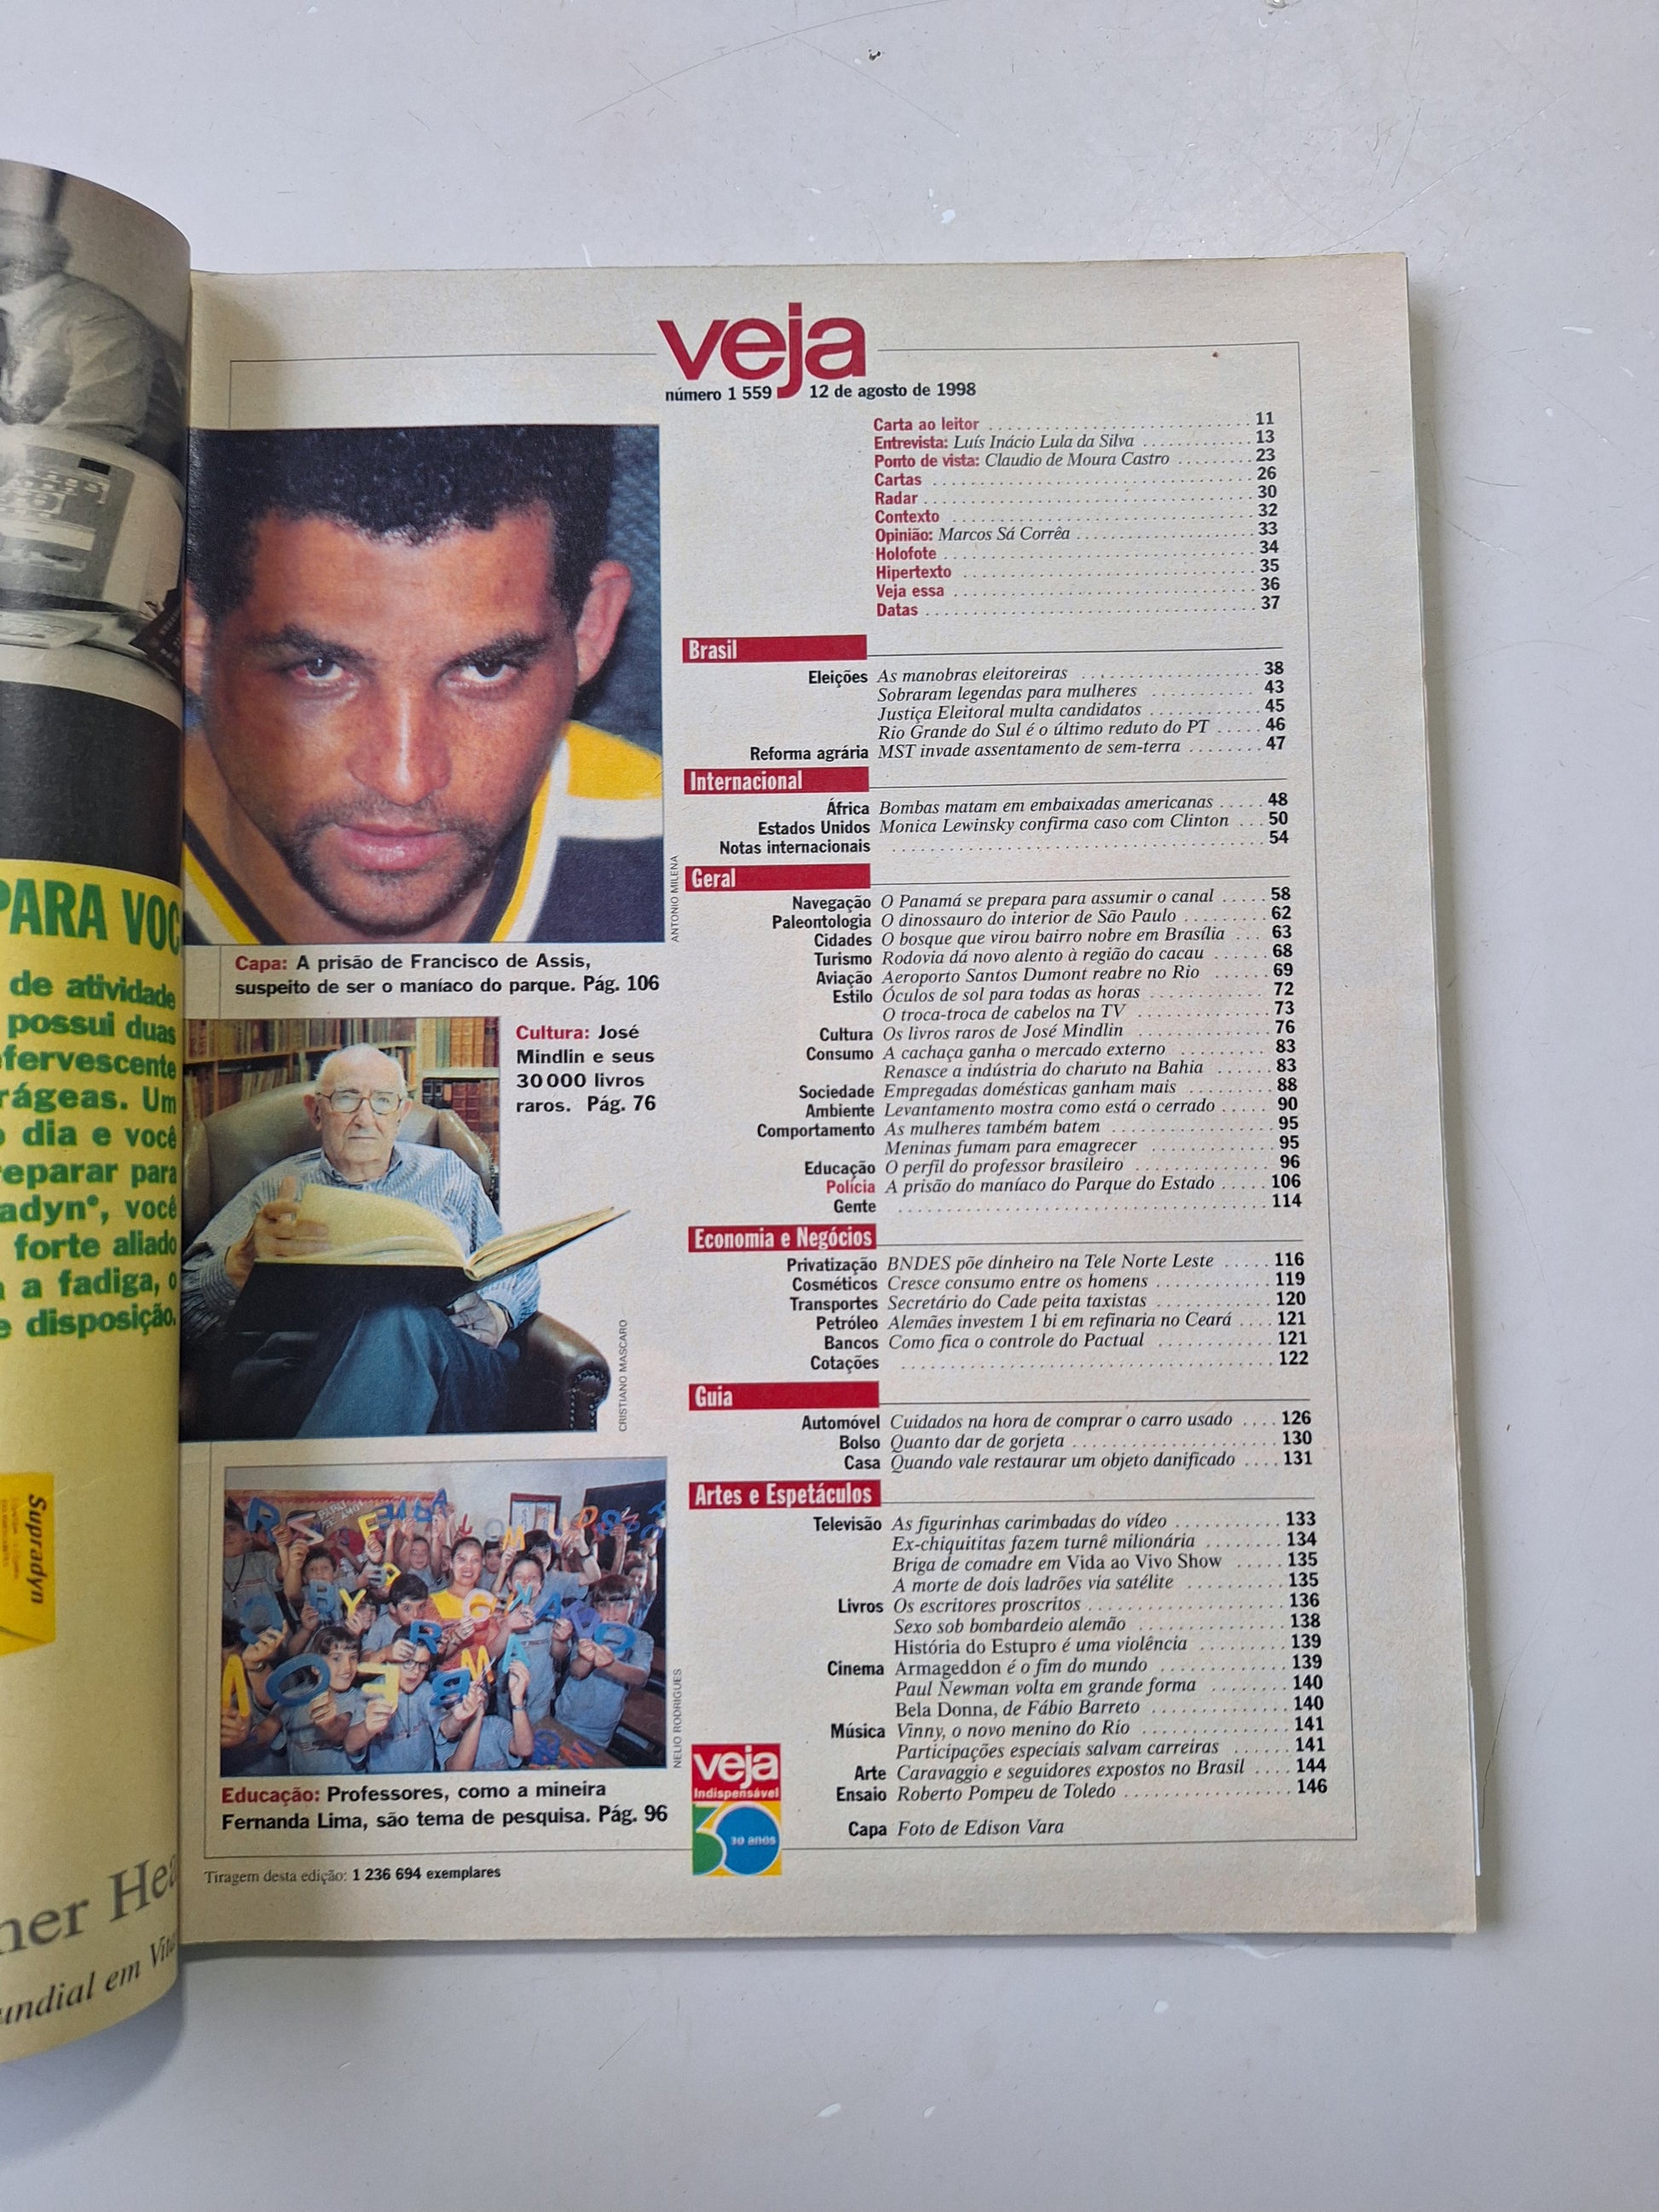 PARA VOC
de atividade
possui duas
efervescente
rágeas. Um
dia e você
reparar para
adyn®, você
forte aliado
a a fadiga, o
e disposição.
Supradyn
ner Hea
undial em Vita
veja
número 1 559 12 de agosto de 1998
ANTONIO MILENA
Capa: A prisão de Francisco de Assis,
suspeito de ser o maníaco do parque. Pág. 106
Cultura: José
Mindlin e seus
30 000 livros
raros. Pág. 76
CRISTIANO MASCARO
NELIO RODRIGUES
Educação: Professores, como a mineira
Fernanda Lima, são tema de pesquisa. Pág. 96
Tiragem desta edição: 1 236 694 exemplares
Carta ao leitor 11
Entrevista: Luís Inácio Lula da Silva 13
Ponto de vista: Claudio de Moura Castro 23
Cartas 26
Radar 30
Contexto 32
Opinião: Marcos Sá Corrêa 33
Holofote 34
Hipertexto 35
Veja essa 36
Datas 37
Brasil
Eleições As manobras eleitoreiras 38
Sobraram legendas para mulheres 43
Justiça Eleitoral multa candidatos 45
Rio Grande do Sul é o último reduto do PT 46
Reforma agrária MST invade assentamento de sem-terra 47
Internacional
África Bombas matam em embaixadas americanas 48
Estados Unidos Monica Lewinsky confirma caso com Clinton 50
Notas internacionais 54
Geral
Navegação O Panamá se prepara para assumir o canal 58
Paleontologia O dinossauro do interior de São Paulo 62
Cidades O bosque que virou bairro nobre em Brasília 63
Turismo Rodovia dá novo alento à região do cacau 68
Aviação Aeroporto Santos Dumont reabre no Rio 69
Estilo Óculos de sol para todas as horas 72
O troca-troca de cabelos na TV 73
Cultura Os livros raros de José Mindlin 76
Consumo A cachaça ganha o mercado externo 83
Renasce a indústria do charuto na Bahia 83
Sociedade Empregadas domésticas ganham mais 88
Ambiente Levantamento mostra como está o cerrado 90
Comportamento As mulheres também batem 95
Meninas fumam para emagrecer 95
Educação O perfil do professor brasileiro 96
Polícia A prisão do maníaco do Parque do Estado 106
Gente 114
Economia e Negócios
Privatização BNDES põe dinheiro na Tele Norte Leste 116
Cosméticos Cresce consumo entre os homens 119
Transportes Secretário do Cade peita taxistas 120
Petróleo Alemães investem 1 bi em refinaria no Ceará 121
Bancos Como fica o controle do Pactual 121
Cotações 122
Guia
Automóvel Cuidados na hora de comprar o carro usado 126
Bolso Quanto dar de gorjeta 130
Casa Quando vale restaurar um objeto danificado 131
Artes e Espetáculos
Televisão As figurinhas carimbadas do vídeo 133
Ex-chiquititas fazem turnê milionária 134
Briga de comadre em Vida ao Vivo Show 135
A morte de dois ladrões via satélite 135
Livros Os escritores proscritos 136
Sexo sob bombardeio alemão 138
História do Estupro é uma violência 139
Cinema Armageddon é o fim do mundo 139
Paul Newman volta em grande forma 140
Bela Donna, de Fábio Barreto 140
Música Vinny, o novo menino do Rio 141
Participações especiais salvam carreiras 141
Arte Caravaggio e seguidores expostos no Brasil 144
Ensaio Roberto Pompeu de Toledo 146
Capa Foto de Edison Vara
veja
Indispensável
30 anos